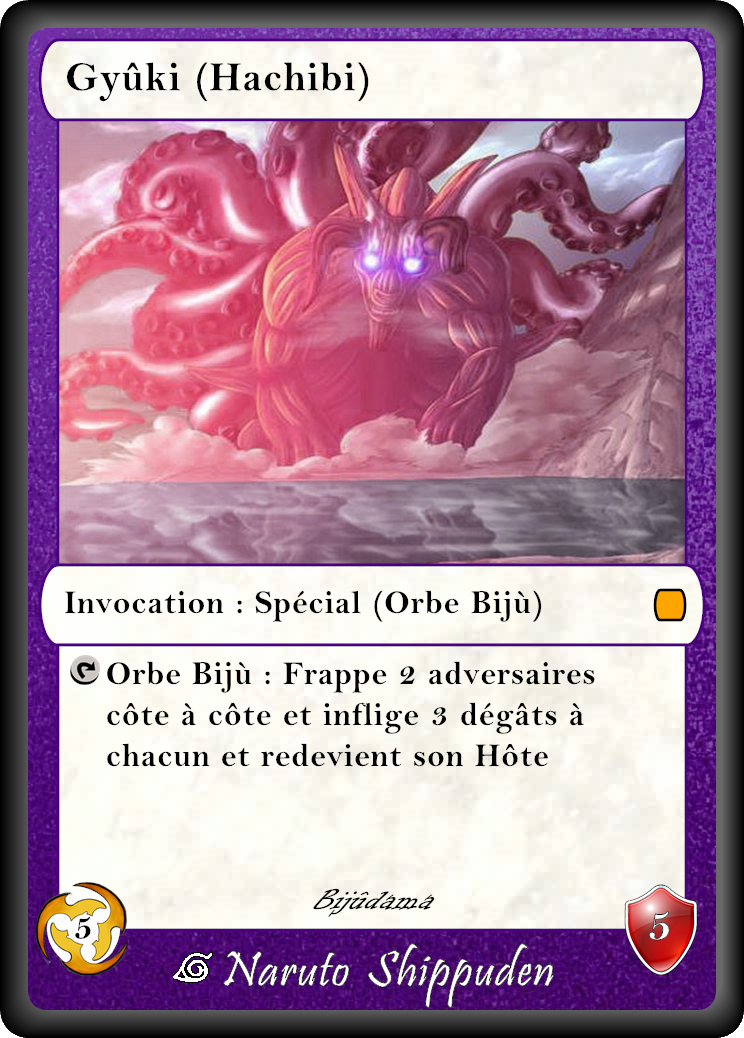 Gyûki (Hachibi)
Invocation : Spécial (Orbe Bijù)
Orbe Bijù : Frappe 2 adversaires
côte à côte et inflige 3 dégâts à
chacun et redevient son Hôte
Bijûdama
5
5
Naruto Shippuden